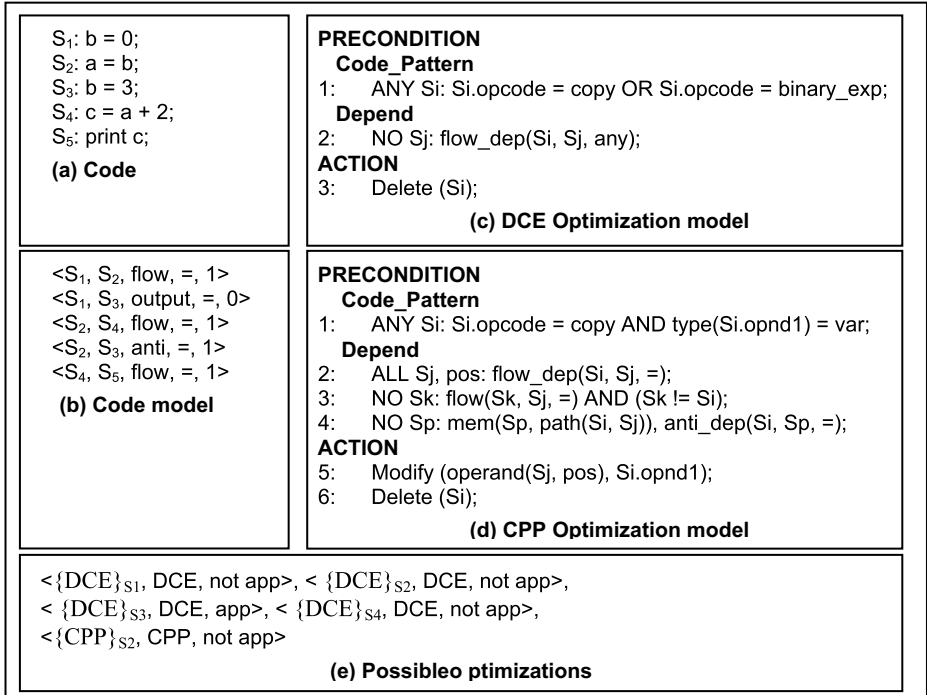 S₁: b = 0;
S₂: a = b;
S₃: b = 3;
S₄: c = a + 2;
S₅: print c;
(a) Code
PRECONDITION
Code_Pattern
1: ANY Si: Si.opcode = copy OR Si.opcode = binary_exp;
Depend
2: NO Sj: flow_dep(Si, Sj, any);
ACTION
3: Delete (Si);
(c) DCE Optimization model
<S₁, S₂, flow, =, 1>
<S₁, S₃, output, =, 0>
<S₂, S₄, flow, =, 1>
<S₂, S₃, anti, =, 1>
<S₄, S₅, flow, =, 1>
(b) Code model
PRECONDITION
Code_Pattern
1: ANY Si: Si.opcode = copy AND type(Si.opnd1) = var;
Depend
2: ALL Sj, pos: flow_dep(Si, Sj, =);
3: NO Sk: flow(Sk, Sj, =) AND (Sk != Si);
4: NO Sp: mem(Sp, path(Si, Sj)), anti_dep(Si, Sp, =);
ACTION
5: Modify (operand(Sj, pos), Si.opnd1);
6: Delete (Si);
(d) CPP Optimization model
<{DCE}S1, DCE, not app>, < {DCE}S2, DCE, not app>,
< {DCE}S3, DCE, app>, < {DCE}S4, DCE, not app>,
<{CPP}S2, CPP, not app>
(e) Possibleo ptimizations